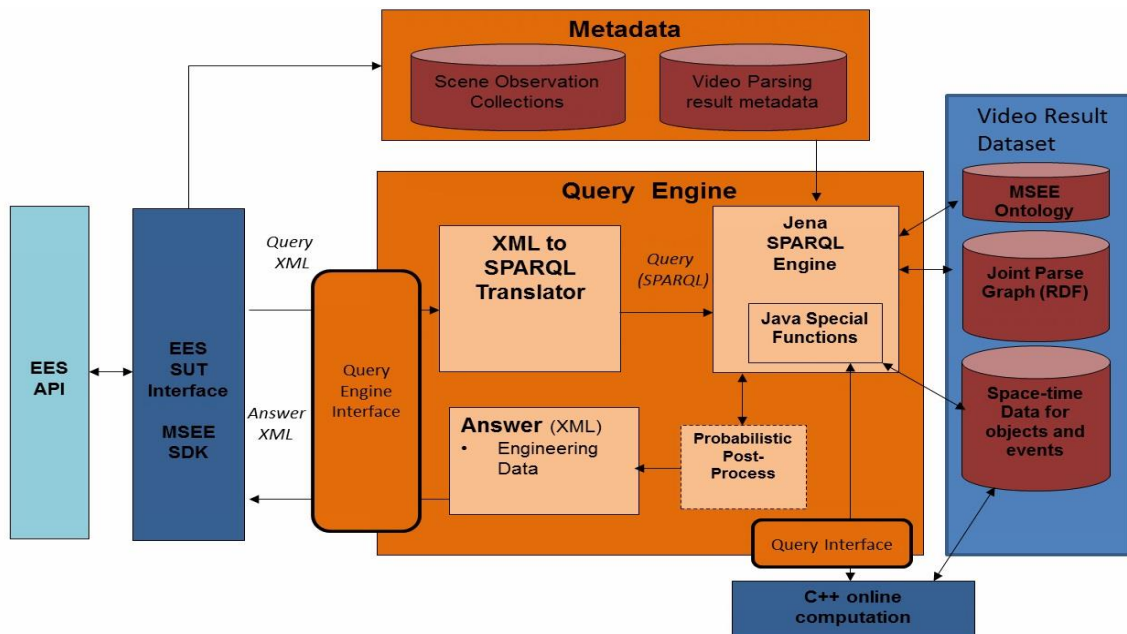 Metadata
Scene Observation
Collections
Video Parsing
result metadata
Video Result
Dataset
MSEE
Ontology
Joint Parse
Graph (RDF)
Space-time
Data for
objects and
events
Query Engine
XML to
SPARQL
Translator
Query
(SPARQL)
Jena
SPARQL
Engine
Java Special
Functions
Query
XML
Query
Engine
Interface
Answer
XML
EES
API
EES
SUT
Interface
MSEE
SDK
Answer (XML)
• Engineering
Data
Probabilistic
Post-
Process
Query Interface
C++ online
computation